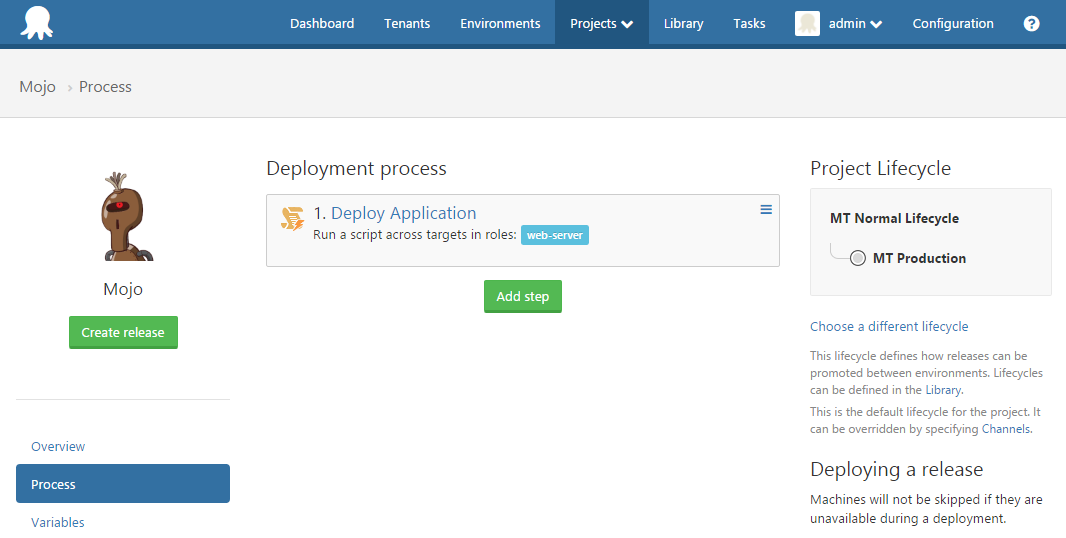 Dashboard Tenants Environments Projects Library Tasks admin Configuration ?
Mojo › Process
Mojo
Create release
Overview
Process
Variables
Deployment process
1. Deploy Application
Run a script across targets in roles: web-server
Add step
Project Lifecycle
MT Normal Lifecycle
MT Production
Choose a different lifecycle
This lifecycle defines how releases can be
promoted between environments. Lifecycles
can be defined in the Library.
This is the default lifecycle for the project. It
can be overridden by specifying Channels.
Deploying a release
Machines will not be skipped if they are
unavailable during a deployment.